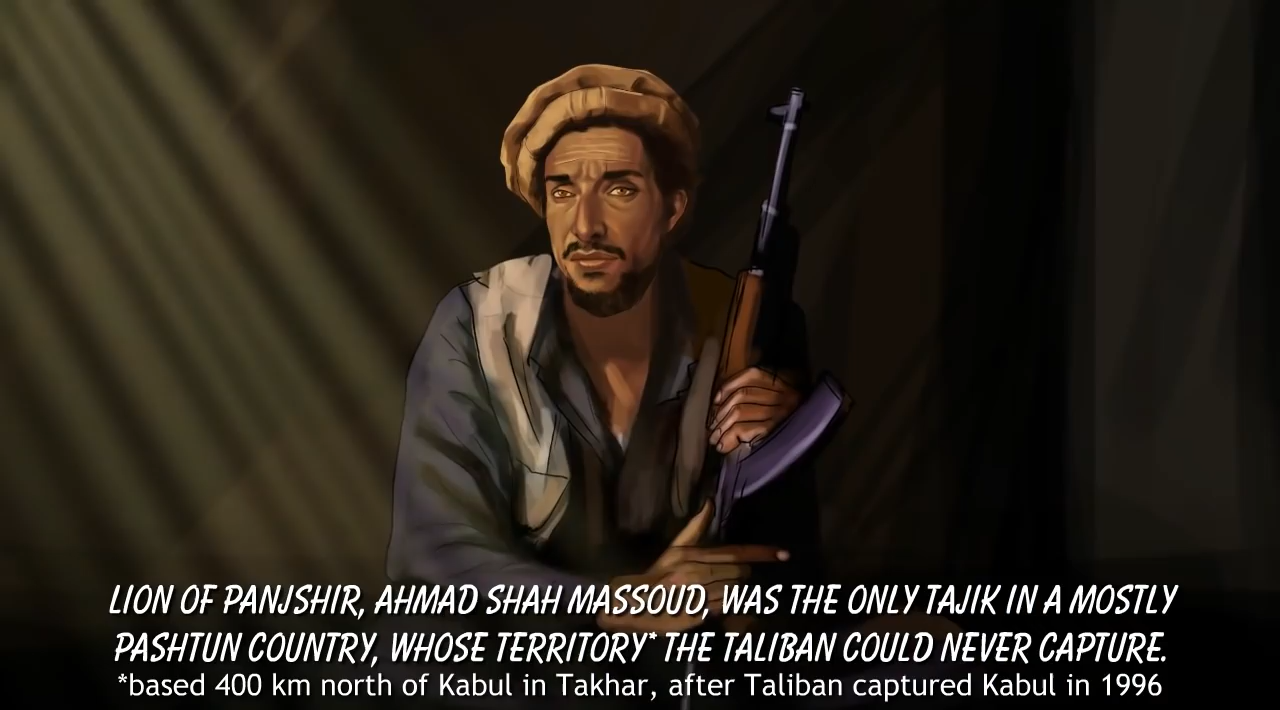 LION OF PANJSHIR, AHMAD SHAH MASSOUD, WAS THE ONLY TAJIK IN A MOSTLY
PASHTUN COUNTRY, WHOSE TERRITORY* THE TALIBAN COULD NEVER CAPTURE.
*based 400 km north of Kabul in Takhar, after Taliban captured Kabul in 1996